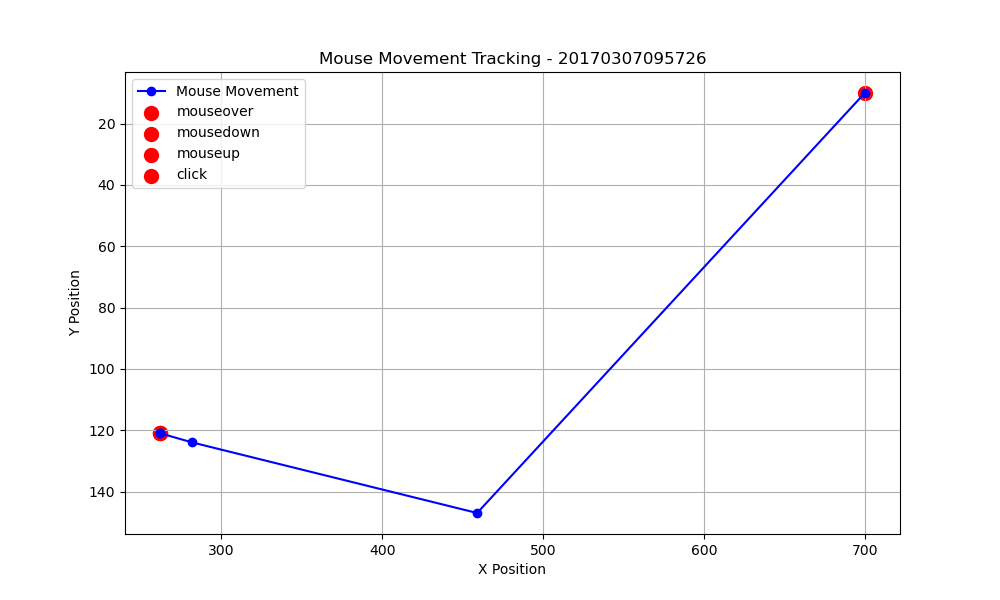 Mouse Movement Tracking - 20170307095726
Mouse Movement
mouseover
mousedown
mouseup
click
20
40
60
80
100
120
140
Y Position
300 400 500 600 700
X Position